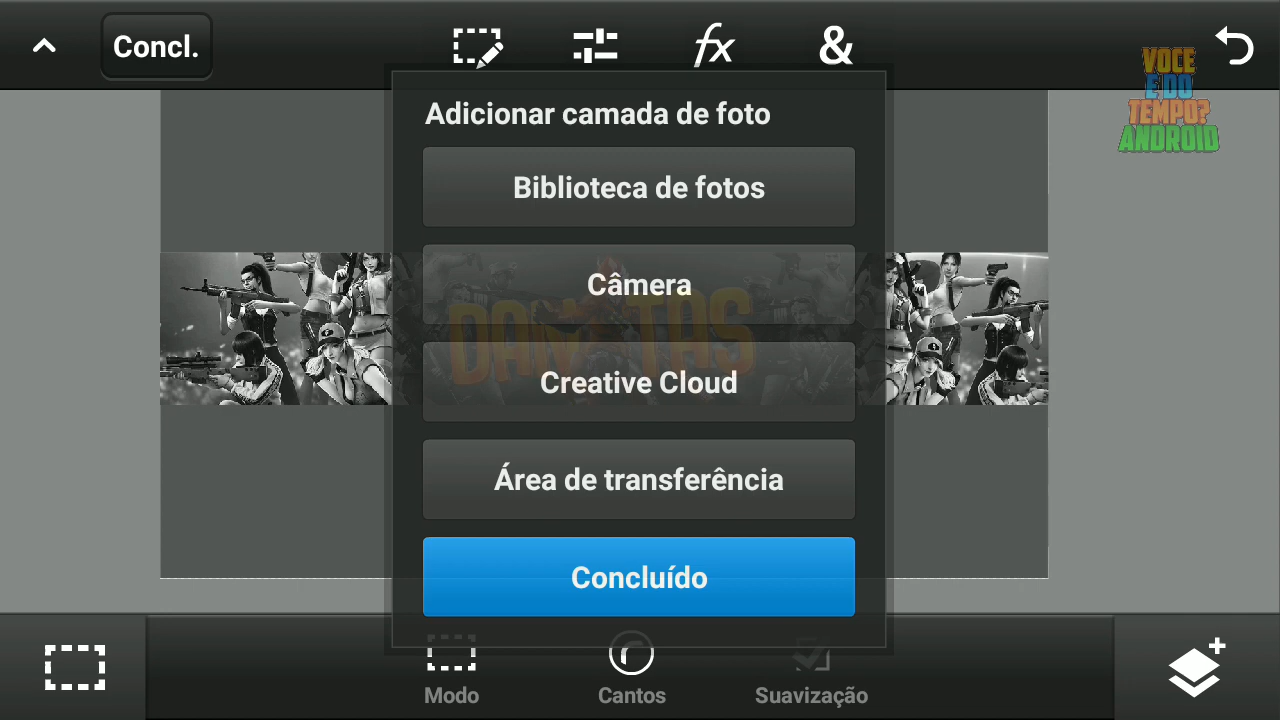 Concl.
fx
&
VOCE
E DO
TEMPO?
ANDROID
Adicionar camada de foto
Biblioteca de fotos
Câmera
Creative Cloud
Área de transferência
Concluído
Modo
Cantos
Suavização